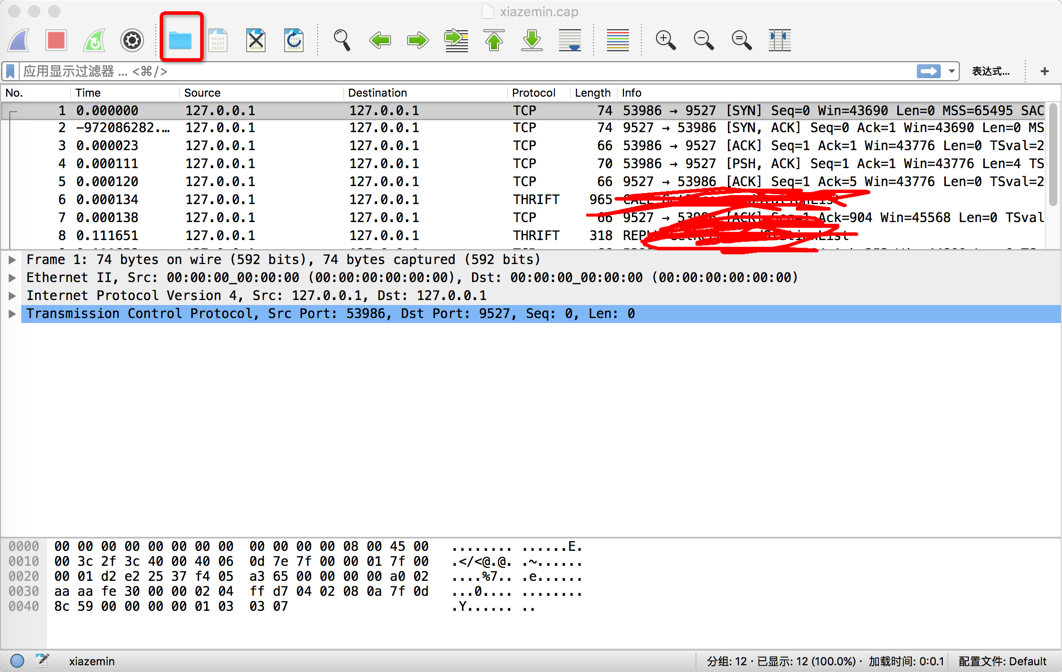 xiazemin.cap
应用显示过滤器 ... <⌘/>
表达式...
+
No. Time Source Destination Protocol Length Info
1 0.000000 127.0.0.1 127.0.0.1 TCP 74 53986 → 9527 [SYN] Seq=0 Win=43690 Len=0 MSS=65495 SAC
2 -972086282.… 127.0.0.1 127.0.0.1 TCP 74 9527 → 53986 [SYN, ACK] Seq=0 Ack=1 Win=43690 Len=0 MS
3 0.000023 127.0.0.1 127.0.0.1 TCP 66 53986 → 9527 [ACK] Seq=1 Ack=1 Win=43776 Len=0 TSval=2
4 0.000111 127.0.0.1 127.0.0.1 TCP 70 53986 → 9527 [PSH, ACK] Seq=1 Ack=1 Win=43776 Len=4 TS
5 0.000120 127.0.0.1 127.0.0.1 TCP 66 9527 → 53986 [ACK] Seq=1 Ack=5 Win=43776 Len=0 TSval=2
6 0.000134 127.0.0.1 127.0.0.1 THRIFT 965 CALL
7 0.000138 127.0.0.1 127.0.0.1 TCP 66 9527 → 53986 [ACK] Seq=1 Ack=904 Win=45568 Len=0 TSval
8 0.111651 127.0.0.1 127.0.0.1 THRIFT 318
Frame 1: 74 bytes on wire (592 bits), 74 bytes captured (592 bits)
Ethernet II, Src: 00:00:00_00:00:00 (00:00:00:00:00:00), Dst: 00:00:00_00:00:00 (00:00:00:00:00:00)
Internet Protocol Version 4, Src: 127.0.0.1, Dst: 127.0.0.1
Transmission Control Protocol, Src Port: 53986, Dst Port: 9527, Seq: 0, Len: 0
0000 00 00 00 00 00 00 00 00 00 00 00 00 08 00 45 00 ........ ......E.
0010 00 3c 2f 3c 40 00 40 06 0d 7e 7f 00 00 01 7f 00 .</<@.@. .~......
0020 00 01 d2 e2 25 37 f4 05 a3 65 00 00 00 00 a0 02 ....%7.. .e......
0030 aa aa fe 30 00 00 02 04 ff d7 04 02 08 0a 7f 0d ...0.... ........
0040 8c 59 00 00 00 00 01 03 03 07 .Y...... ..
xiazemin
分组: 12 · 已显示: 12 (100.0%) · 加载时间: 0:0.1
配置文件: Default